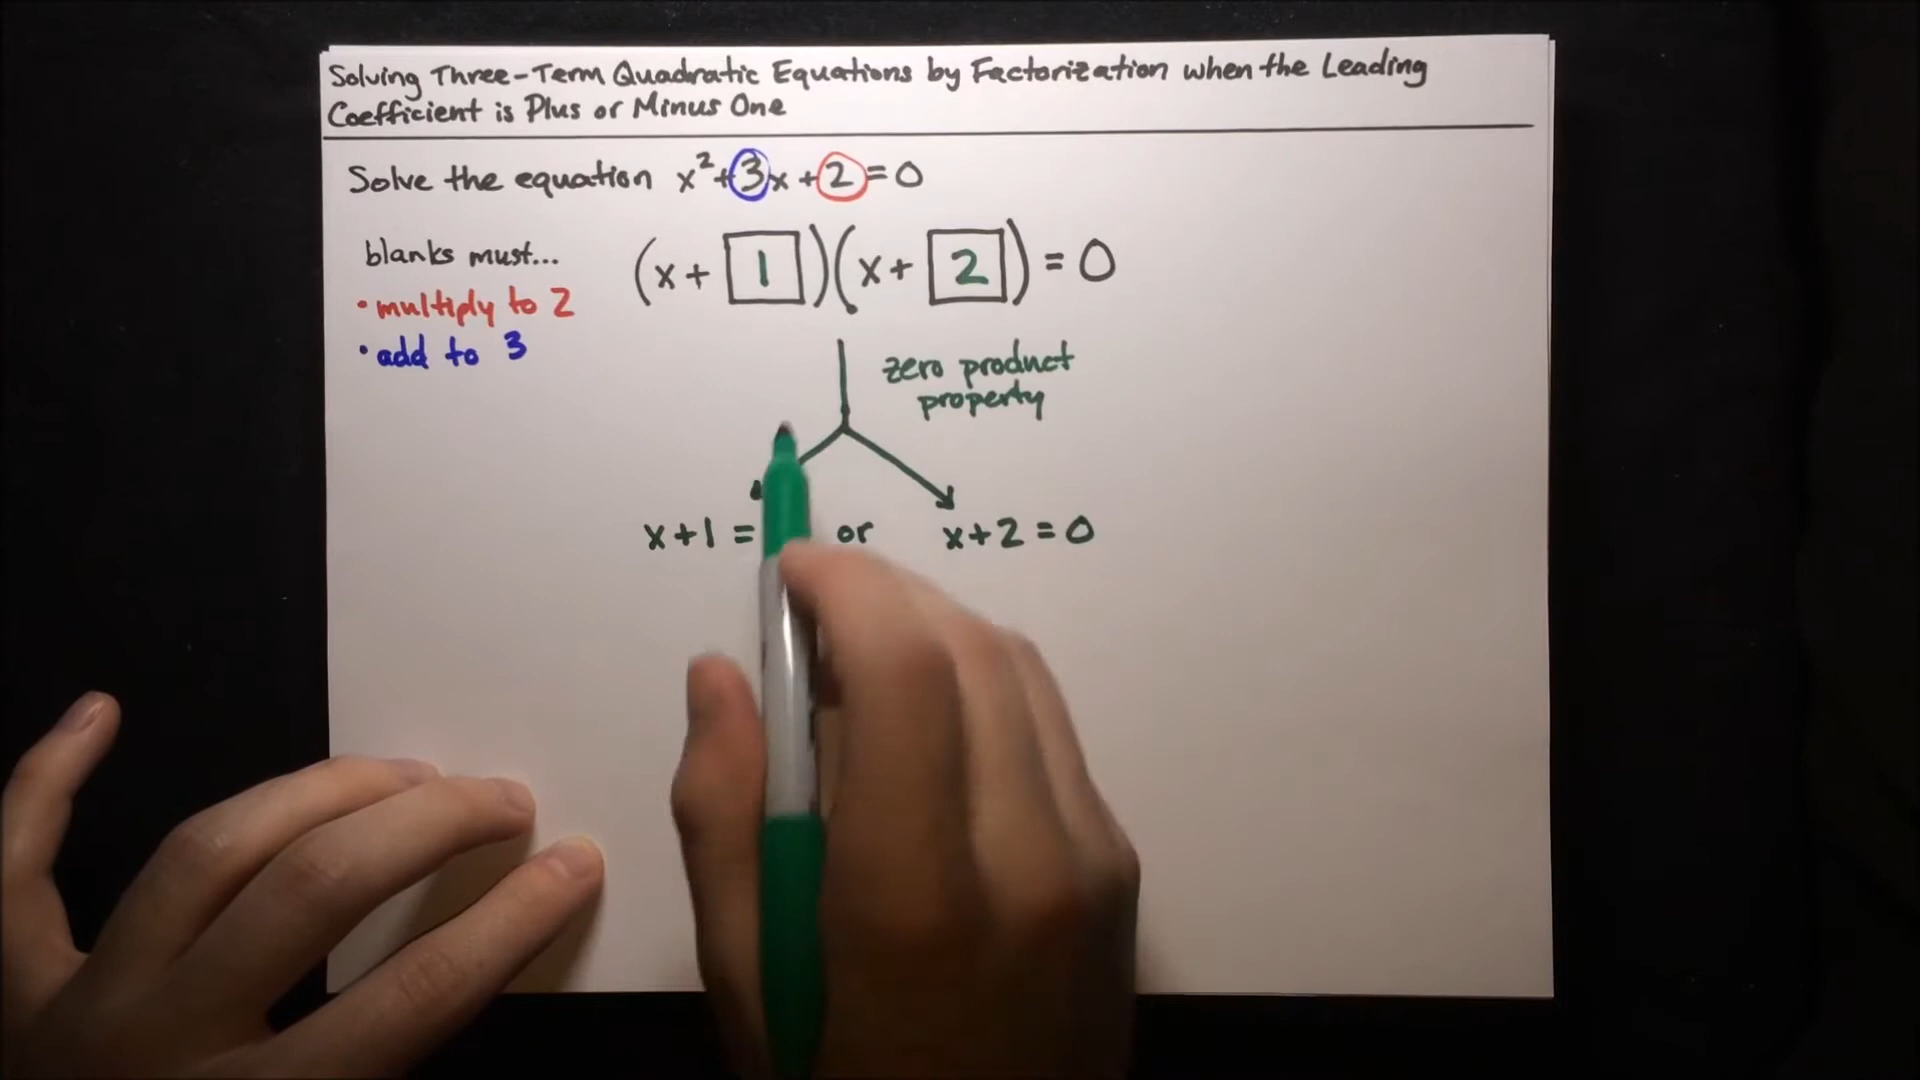 Solving Three-Term Quadratic Equations by Factorization when the Leading
Coefficient is Plus or Minus One
Solve the equation x²+3x+2=0
blanks must...
(x+ 1)(x+ 2) = 0
• multiply to 2
• add to 3
zero product
property
x+1 = or x+2=0